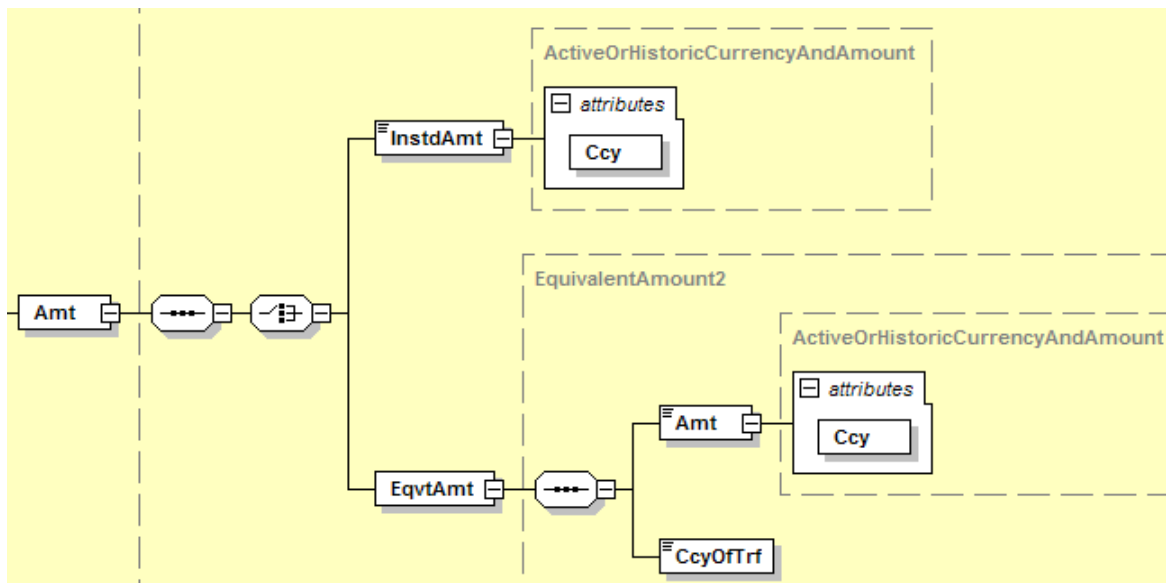 ActiveOrHistoricCurrencyAndAmount
attributes
InstdAmt
Ccy
EquivalentAmount2
Amt
ActiveOrHistoricCurrencyAndAmount
attributes
Amt
Ccy
EqvtAmt
CcyOfTrf